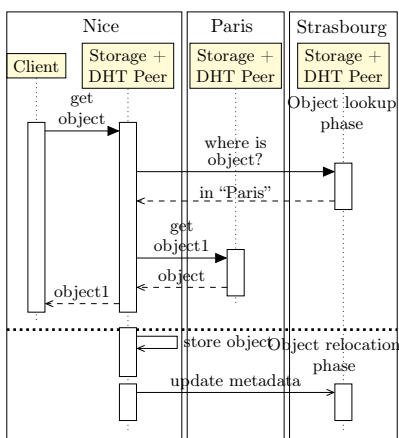 Nice
Paris
Strasbourg
Client
Storage +
DHT Peer
Storage +
DHT Peer
Storage +
DHT Peer
Object lookup
phase
get
object
where is
object?
in “Paris”
get
object1
object
object1
store object
Object relocation
phase
update metadata